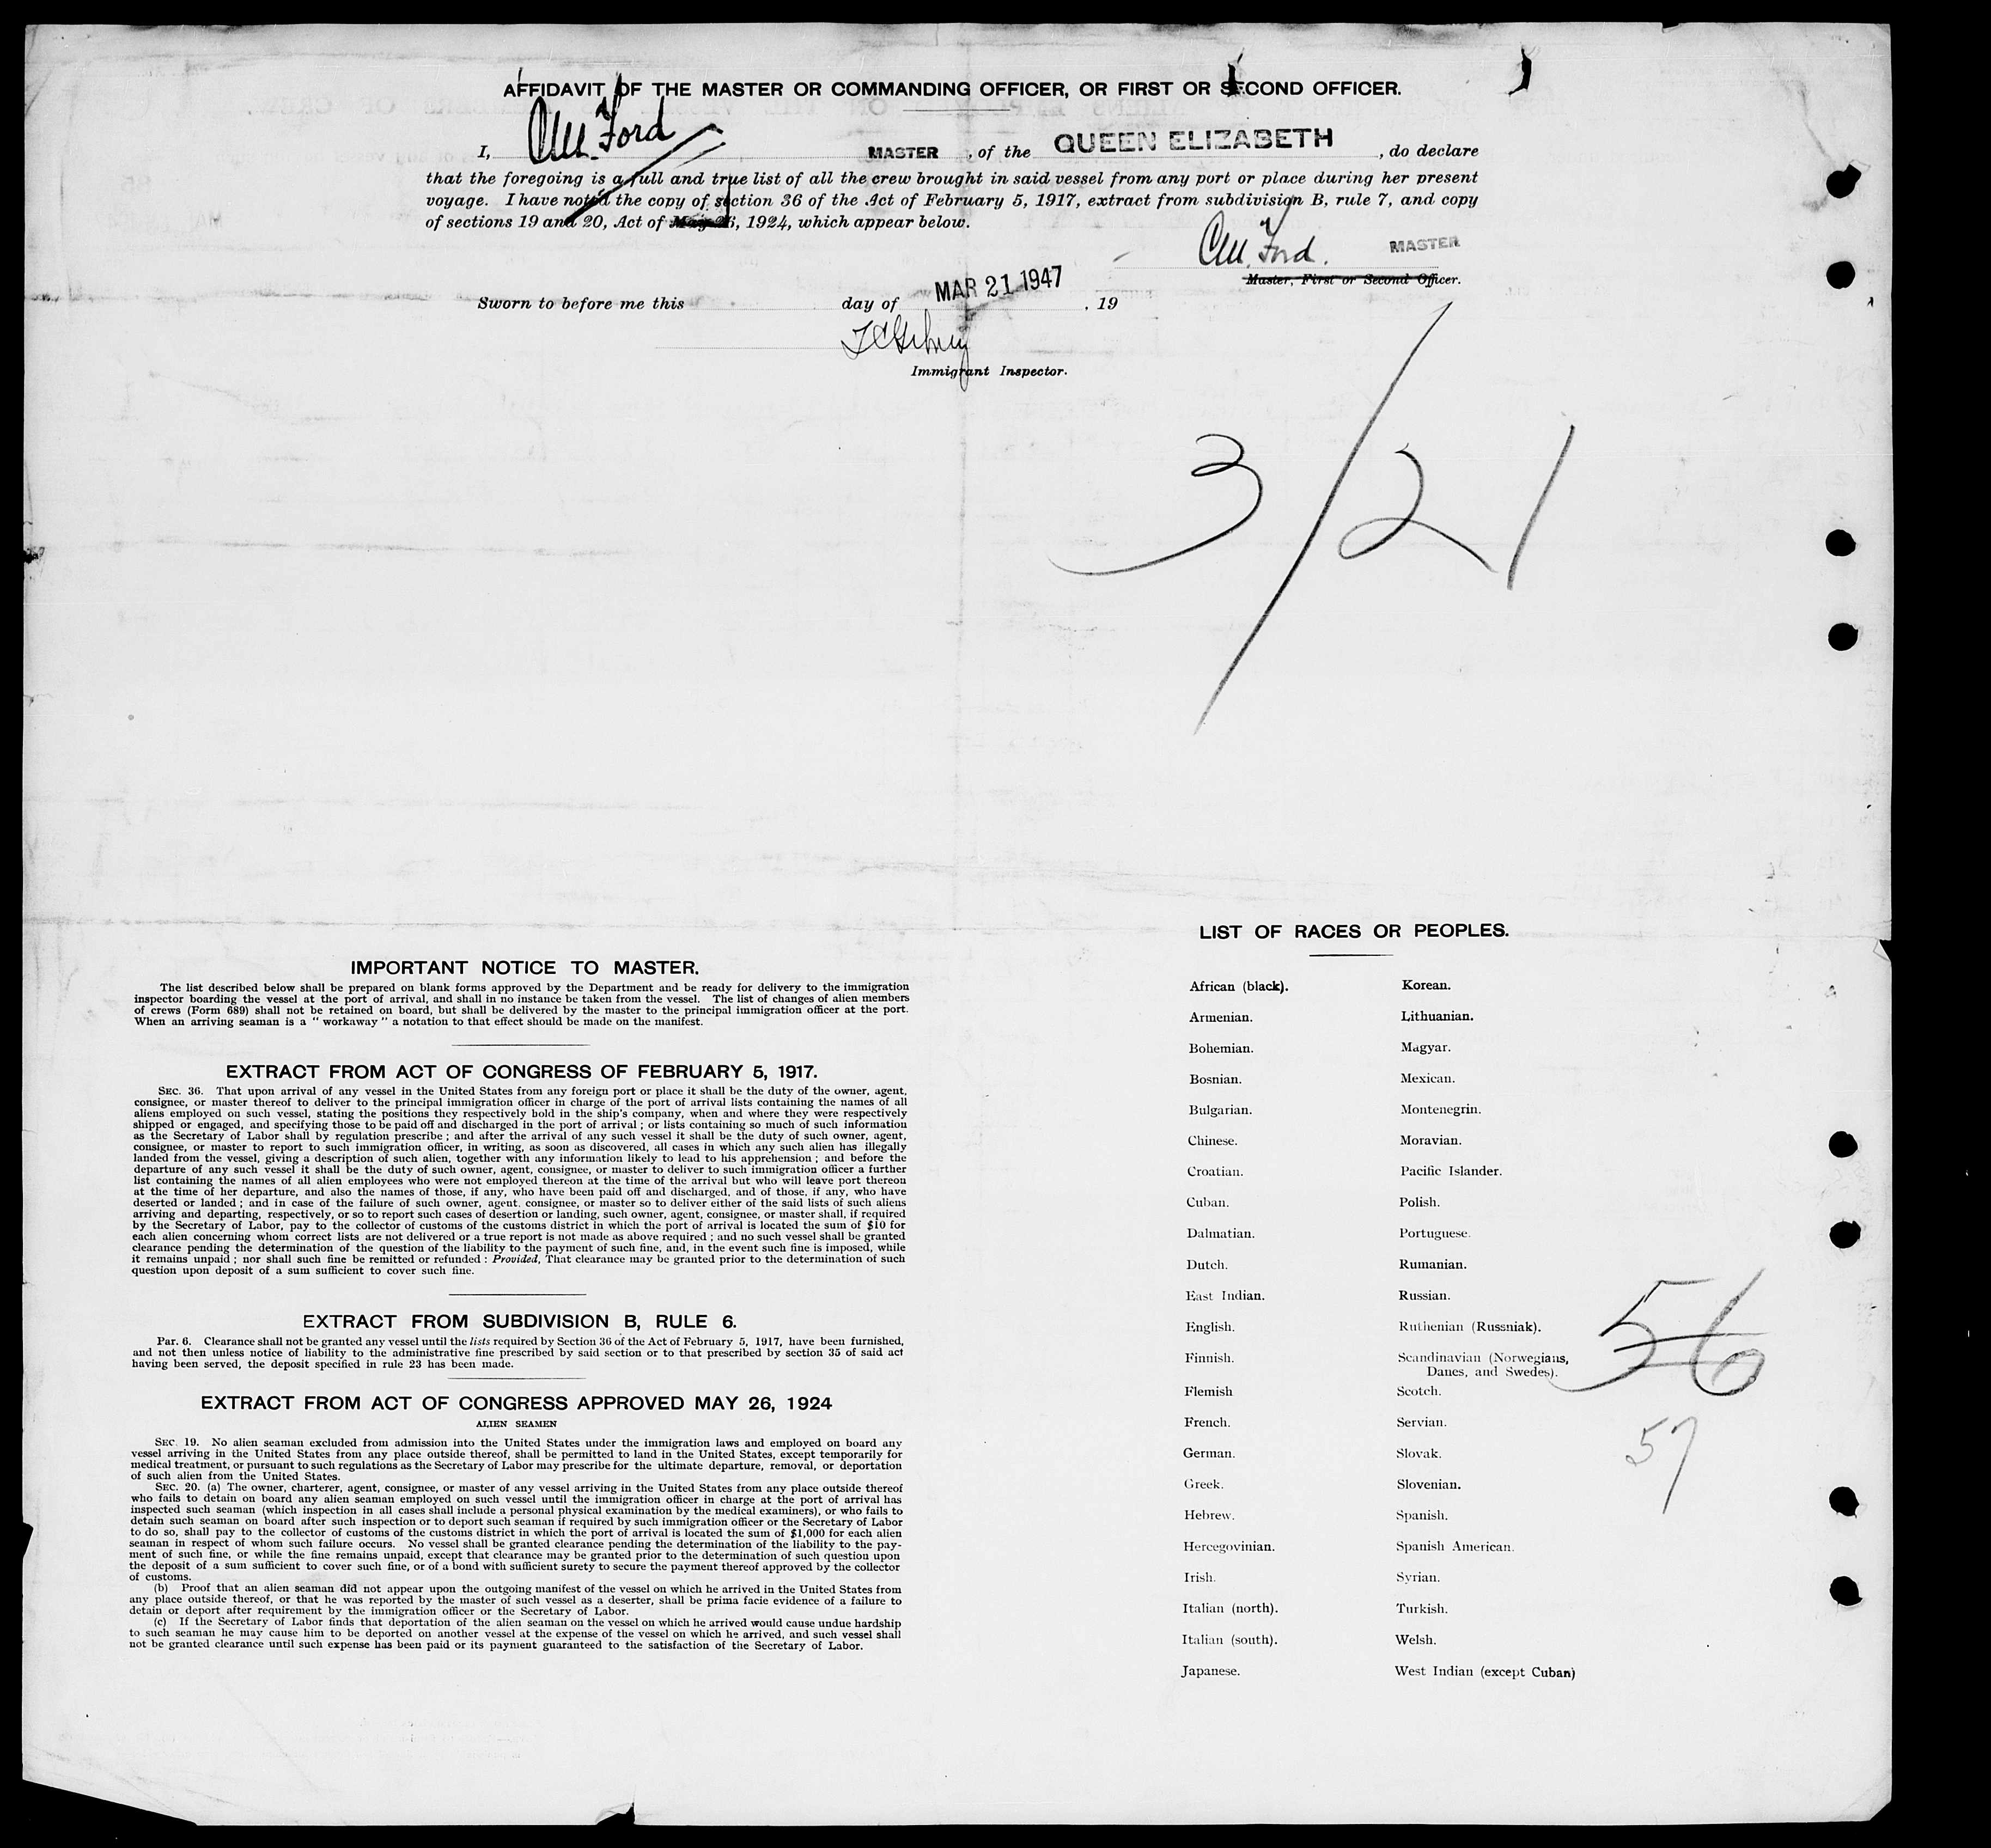 AFFIDAVIT OF THE MASTER OR COMMANDING OFFICER, OR FIRST OR SECOND OFFICER.
I, C.M. Ford MASTER, of the QUEEN ELIZABETH, do declare
that the foregoing is a full and true list of all the crew brought in said vessel from any port or place during her present
voyage. I have noted the copy of section 36 of the Act of February 5, 1917, extract from subdivision B, rule 7, and copy
of sections 19 and 20, Act of May 26, 1924, which appear below.
C.M. Ford. MASTER
Master, First or Second Officer.
Sworn to before me this day of MAR 21 1947, 19
Immigrant Inspector.
3/21
IMPORTANT NOTICE TO MASTER.
The list described below shall be prepared on blank forms approved by the Department and be ready for delivery to the immigration
inspector boarding the vessel at the port of arrival, and shall in no instance be taken from the vessel. The list of changes of alien members
of crews (Form 689) shall not be retained on board, but shall be delivered by the master to the principal immigration officer at the port.
When an arriving seaman is a " workaway " a notation to that effect should be made on the manifest.
EXTRACT FROM ACT OF CONGRESS OF FEBRUARY 5, 1917.
SEC. 36. That upon arrival of any vessel in the United States from any foreign port or place it shall be the duty of the owner, agent,
consignee, or master thereof to deliver to the principal immigration officer in charge of the port of arrival lists containing the names of all
aliens employed on such vessel, stating the positions they respectively hold in the ship's company, when and where they were respectively
shipped or engaged, and specifying those to be paid off and discharged in the port of arrival ; or lists containing so much of such information
as the Secretary of Labor shall by regulation prescribe ; and after the arrival of any such vessel it shall be the duty of such owner, agent,
consignee, or master to report to such immigration officer, in writing, as soon as discovered, all cases in which any such alien has illegally
landed from the vessel, giving a description of such alien, together with any information likely to lead to his apprehension ; and before the
departure of any such vessel it shall be the duty of such owner, agent, consignee, or master to deliver to such immigration officer a further
list containing the names of all alien employees who were not employed thereon at the time of the arrival but who will leave port thereon
at the time of her departure, and also the names of those, if any, who have been paid off and discharged, and of those, if any, who have
deserted or landed ; and in case of the failure of such owner, agent, consignee, or master so to deliver either of the said lists of such aliens
arriving and departing, respectively, or so to report such cases of desertion or landing, such owner, agent, consignee, or master shall, if required
by the Secretary of Labor, pay to the collector of customs of the customs district in which the port of arrival is located the sum of $10 for
each alien concerning whom correct lists are not delivered or a true report is not made as above required ; and no such vessel shall be granted
clearance pending the determination of the question of the liability to the payment of such fine, and, in the event such fine is imposed, while
it remains unpaid ; nor shall such fine be remitted or refunded : Provided, That clearance may be granted prior to the determination of such
question upon deposit of a sum sufficient to cover such fine.
EXTRACT FROM SUBDIVISION B, RULE 6.
Par. 6. Clearance shall not be granted any vessel until the lists required by Section 36 of the Act of February 5, 1917, have been furnished,
and not then unless notice of liability to the administrative fine prescribed by said section or to that prescribed by section 35 of said act
having been served, the deposit specified in rule 23 has been made.
EXTRACT FROM ACT OF CONGRESS APPROVED MAY 26, 1924
ALIEN SEAMEN
SEC. 19. No alien seaman excluded from admission into the United States under the immigration laws and employed on board any
vessel arriving in the United States from any place outside thereof, shall be permitted to land in the United States, except temporarily for
medical treatment, or pursuant to such regulations as the Secretary of Labor may prescribe for the ultimate departure, removal, or deportation
of such alien from the United States.
SEC. 20. (a) The owner, charterer, agent, consignee, or master of any vessel arriving in the United States from any place outside thereof
who fails to detain on board any alien seaman employed on such vessel until the immigration officer in charge at the port of arrival has
inspected such seaman (which inspection in all cases shall include a personal physical examination by the medical examiners), or who fails to
detain such seaman on board after such inspection or to deport such seaman if required by such immigration officer or the Secretary of Labor
to do so, shall pay to the collector of customs of the customs district in which the port of arrival is located the sum of $1,000 for each alien
seaman in respect of whom such failure occurs. No vessel shall be granted clearance pending the determination of the liability to the pay-
ment of such fine, or while the fine remains unpaid, except that clearance may be granted prior to the determination of such question upon
the deposit of a sum sufficient to cover such fine, or of a bond with sufficient surety to secure the payment thereof approved by the collector
of customs.
(b) Proof that an alien seaman did not appear upon the outgoing manifest of the vessel on which he arrived in the United States from
any place outside thereof, or that he was reported by the master of such vessel as a deserter, shall be prima facie evidence of a failure to
detain or deport after requirement by the immigration officer or the Secretary of Labor.
(c) If the Secretary of Labor finds that deportation of the alien seaman on the vessel on which he arrived would cause undue hardship
to such seaman he may cause him to be deported on another vessel at the expense of the vessel on which he arrived, and such vessel shall
not be granted clearance until such expense has been paid or its payment guaranteed to the satisfaction of the Secretary of Labor.
LIST OF RACES OR PEOPLES.
African (black). Korean.
Armenian. Lithuanian.
Bohemian. Magyar.
Bosnian. Mexican.
Bulgarian. Montenegrin.
Chinese. Moravian.
Croatian. Pacific Islander.
Cuban. Polish.
Dalmatian. Portuguese.
Dutch. Rumanian.
East Indian. Russian.
English. Ruthenian (Russniak).
Finnish. Scandinavian (Norwegians,
Danes, and Swedes).
Flemish Scotch.
French. Servian.
German. Slovak.
Greek. Slovenian.
Hebrew. Spanish.
Hercegovinian. Spanish American.
Irish. Syrian.
Italian (north). Turkish.
Italian (south). Welsh.
Japanese. West Indian (except Cuban)
56
57